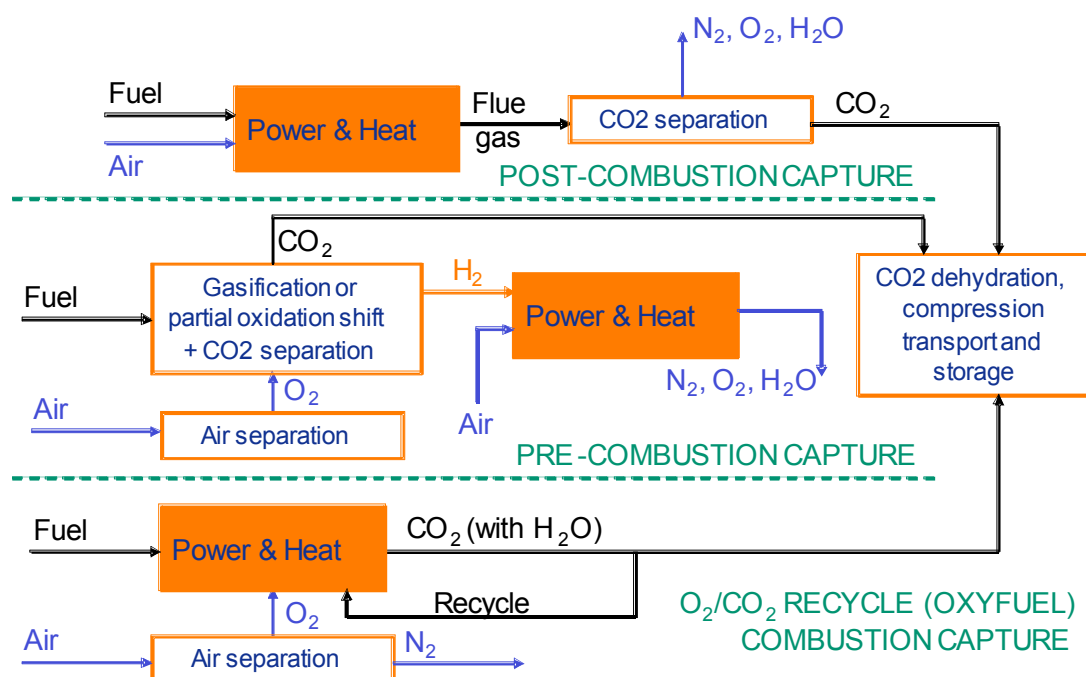 N₂, O₂, H₂O
Fuel
Power & Heat
Flue
gas
CO2 separation
CO₂
Air
POST-COMBUSTION CAPTURE
CO₂
Fuel
Gasification or
partial oxidation shift
+ CO2 separation
H₂
Power & Heat
CO2 dehydration,
compression
transport and
storage
O₂
N₂, O₂, H₂O
Air
Air separation
Air
PRE-COMBUSTION CAPTURE
Fuel
Power & Heat
CO₂ (with H₂O)
Recycle
O₂
O₂/CO₂ RECYCLE (OXYFUEL)
COMBUSTION CAPTURE
Air
Air separation
N₂